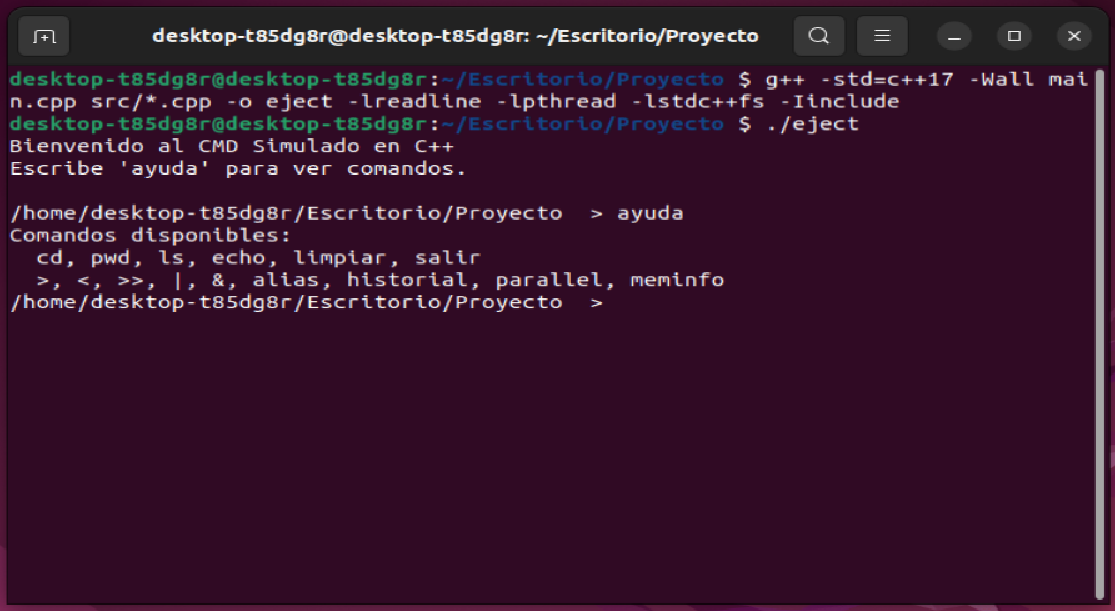 desktop-t85dg8r@desktop-t85dg8r: ~/Escritorio/Proyecto
desktop-t85dg8r@desktop-t85dg8r:~/Escritorio/Proyecto $ g++ -std=c++17 -Wall mai
n.cpp src/*.cpp -o eject -lreadline -lpthread -lstdc++fs -Iinclude
desktop-t85dg8r@desktop-t85dg8r:~/Escritorio/Proyecto $ ./eject
Bienvenido al CMD Simulado en C++
Escribe 'ayuda' para ver comandos.
/home/desktop-t85dg8r/Escritorio/Proyecto  > ayuda
Comandos disponibles:
  cd, pwd, ls, echo, limpiar, salir
  >, <, >>, |, &, alias, historial, parallel, meminfo
/home/desktop-t85dg8r/Escritorio/Proyecto  >